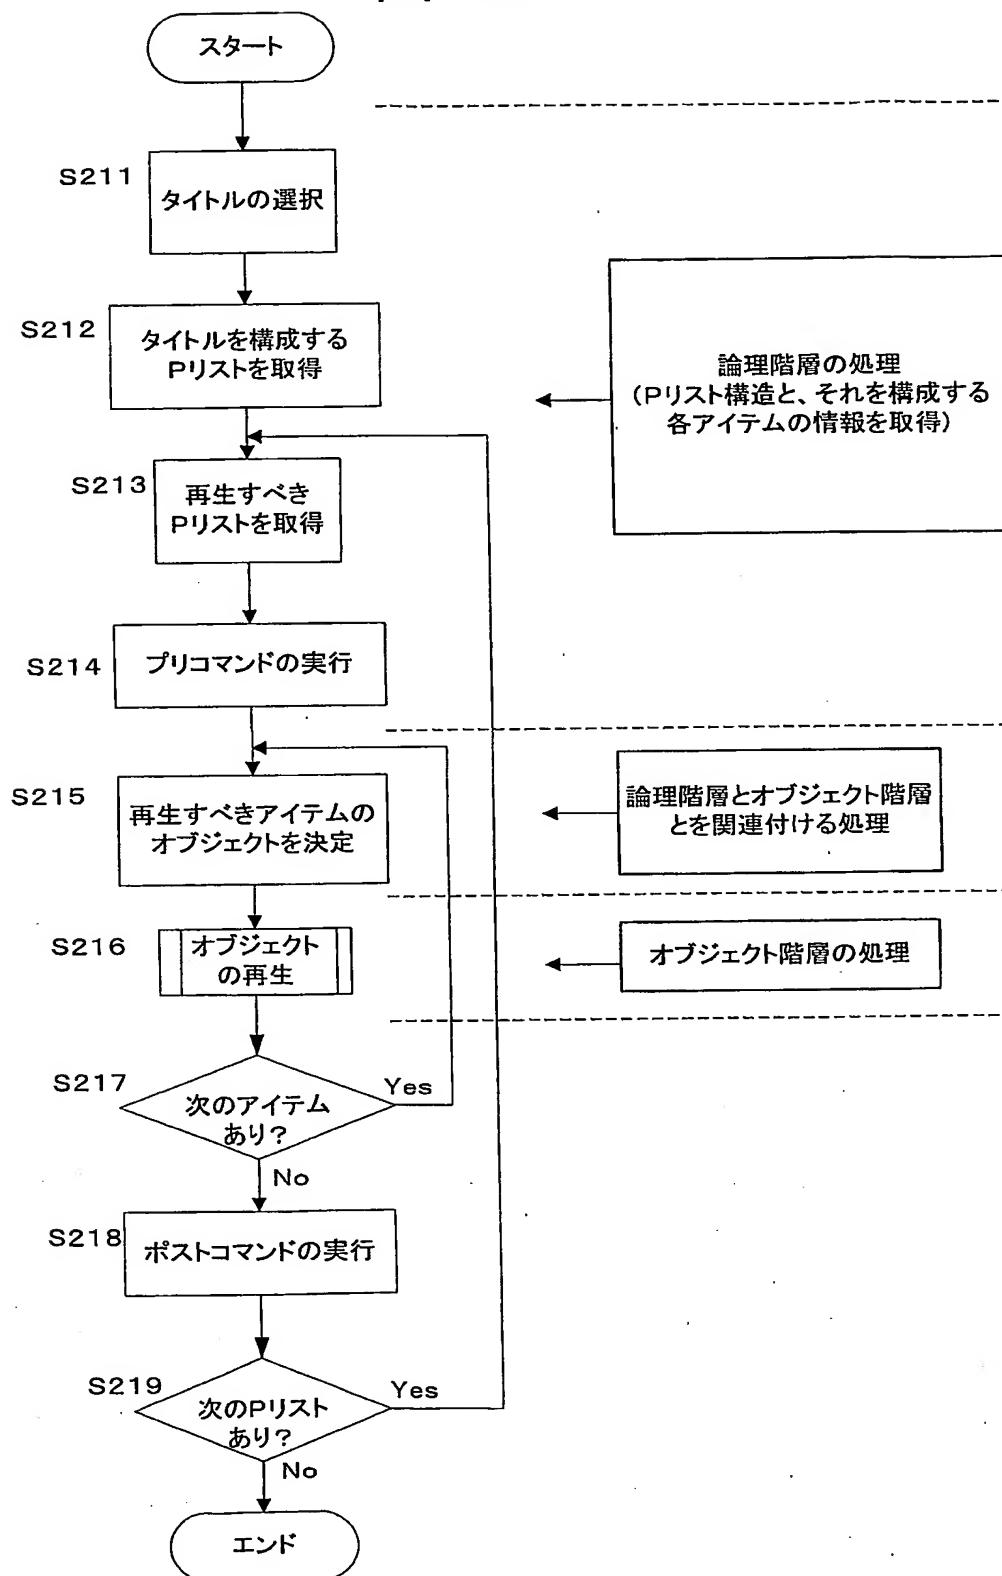 スタート
S211
タイトルの選択
S212
タイトルを構成する
Pリストを取得
論理階層の処理
(Pリスト構造と、それを構成する
各アイテムの情報を取得)
S213
再生すべき
Pリストを取得
S214
プリコマンドの実行
S215
再生すべきアイテムの
オブジェクトを決定
論理階層とオブジェクト階層
とを関連付ける処理
S216
オブジェクト
の再生
オブジェクト階層の処理
S217
次のアイテム
あり?
Yes
No
S218
ポストコマンドの実行
S219
次のPリスト
あり?
Yes
No
エンド